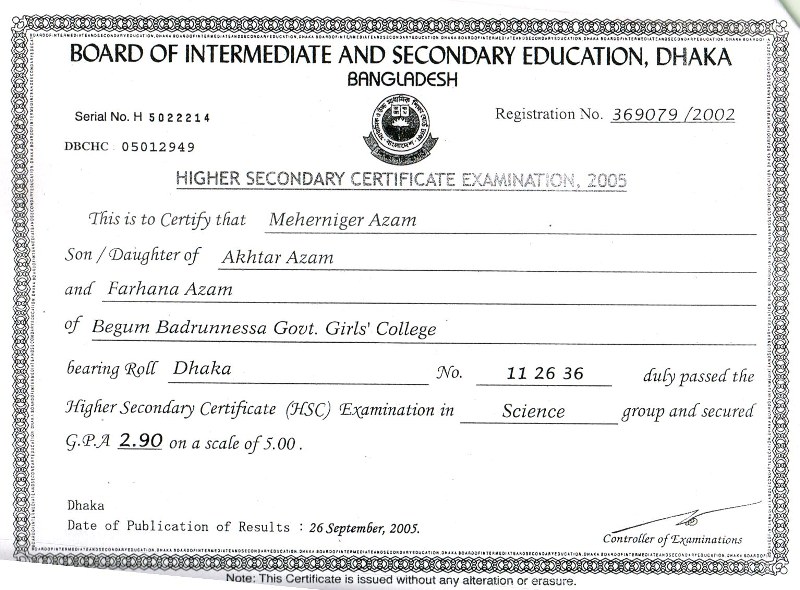 BOARD OF INTERMEDIATE AND SECONDARY EDUCATION, DHAKA
BANGLADESH
Serial No. H 5022214
Registration No. 369079 /2002
DBCHC 05012949
HIGHER SECONDARY CERTIFICATE EXAMINATION, 2005
This is to Certify that Meherniger Azam
Son / Daughter of Akhtar Azam
and Farhana Azam
of Begum Badrunnessa Govt. Girls' College
bearing Roll Dhaka No. 11 26 36 duly passed the
Higher Secondary Certificate (HSC) Examination in Science group and secured
G.P.A 2.90 on a scale of 5.00 .
Dhaka
Date of Publication of Results : 26 September, 2005.
Controller of Examinations
Note: This Certificate is issued without any alteration or erasure.